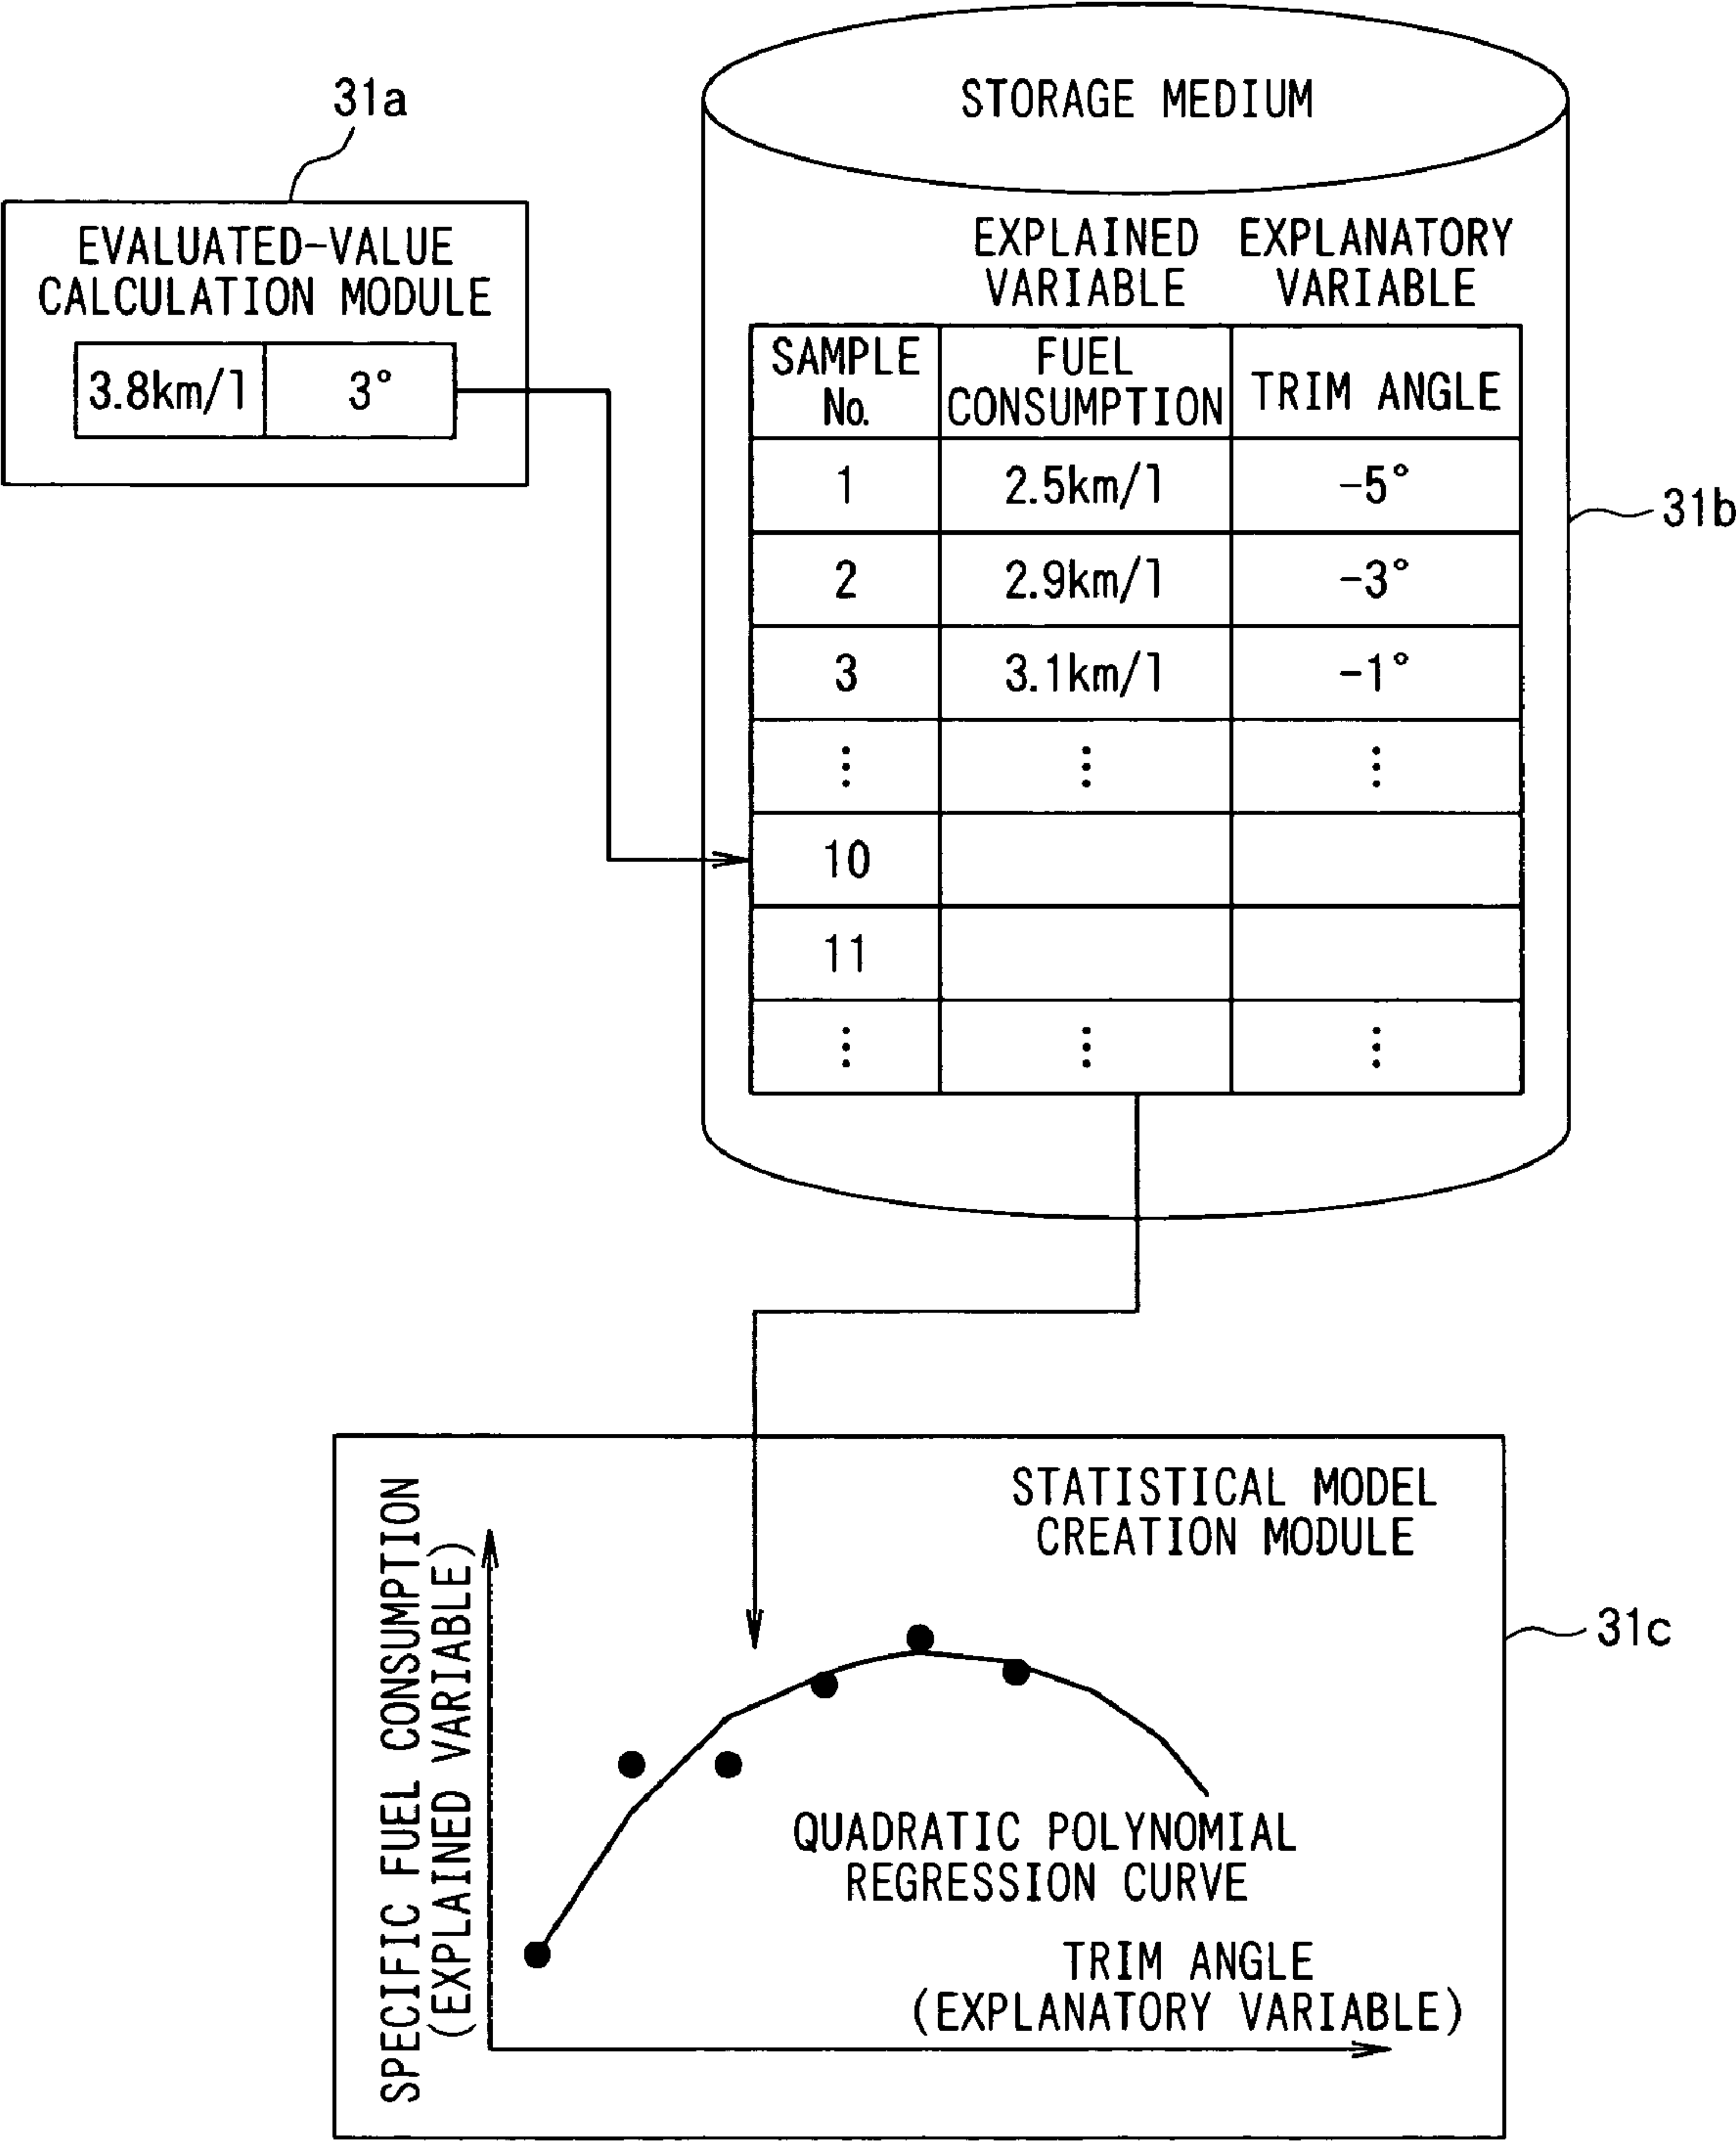 31a
STORAGE MEDIUM
EVALUATED-VALUE
CALCULATION MODULE
3.8km/l 3°
EXPLAINED EXPLANATORY
VARIABLE VARIABLE
SAMPLE No. FUEL CONSUMPTION TRIM ANGLE
1 2.5km/l -5°
2 2.9km/l -3°
3 3.1km/l -1°
⋮ ⋮ ⋮
10
11
⋮ ⋮ ⋮
31b
STATISTICAL MODEL
CREATION MODULE
SPECIFIC FUEL CONSUMPTION
(EXPLAINED VARIABLE)
31c
QUADRATIC POLYNOMIAL
REGRESSION CURVE
TRIM ANGLE
(EXPLANATORY VARIABLE)